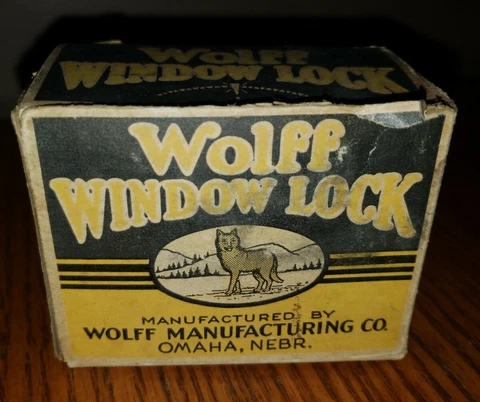 Wolff
WINDOW LOCK
Wolff
WINDOW LOCK
MANUFACTURED BY
WOLFF MANUFACTURING CO.
OMAHA, NEBR.